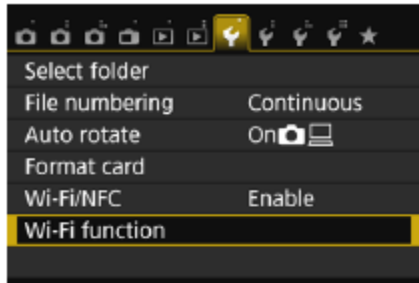 Select folder
File numbering Continuous
Auto rotate On
Format card
Wi-Fi/NFC Enable
Wi-Fi function